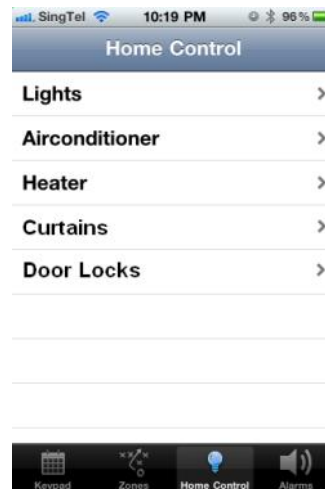 SingTel 10:19 PM 96%
Home Control
Lights
Airconditioner
Heater
Curtains
Door Locks
Keypad Zones Home Control Alarms